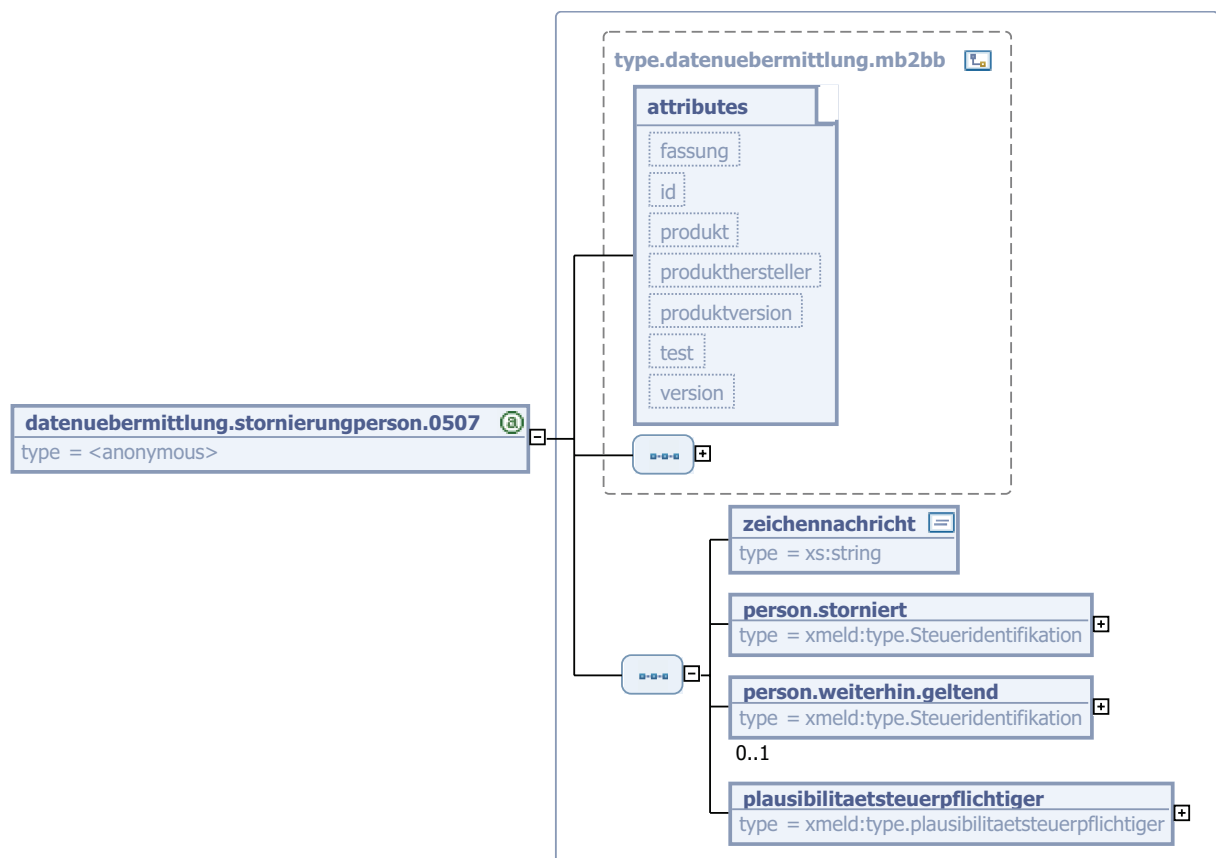 type.datenuebermittlung.mb2bb
attributes
fassung
id
produkt
produkthersteller
produktversion
test
version
datenuebermittlung.stornierungperson.0507
type = <anonymous>
zeichennachricht
type = xs:string
person.storniert
type = xmeld:type.Steueridentifikation
person.weiterhin.geltend
type = xmeld:type.Steueridentifikation
0..1
plausibilitaetsteuerpflichtiger
type = xmeld:type.plausibilitaetsteuerpflichtiger